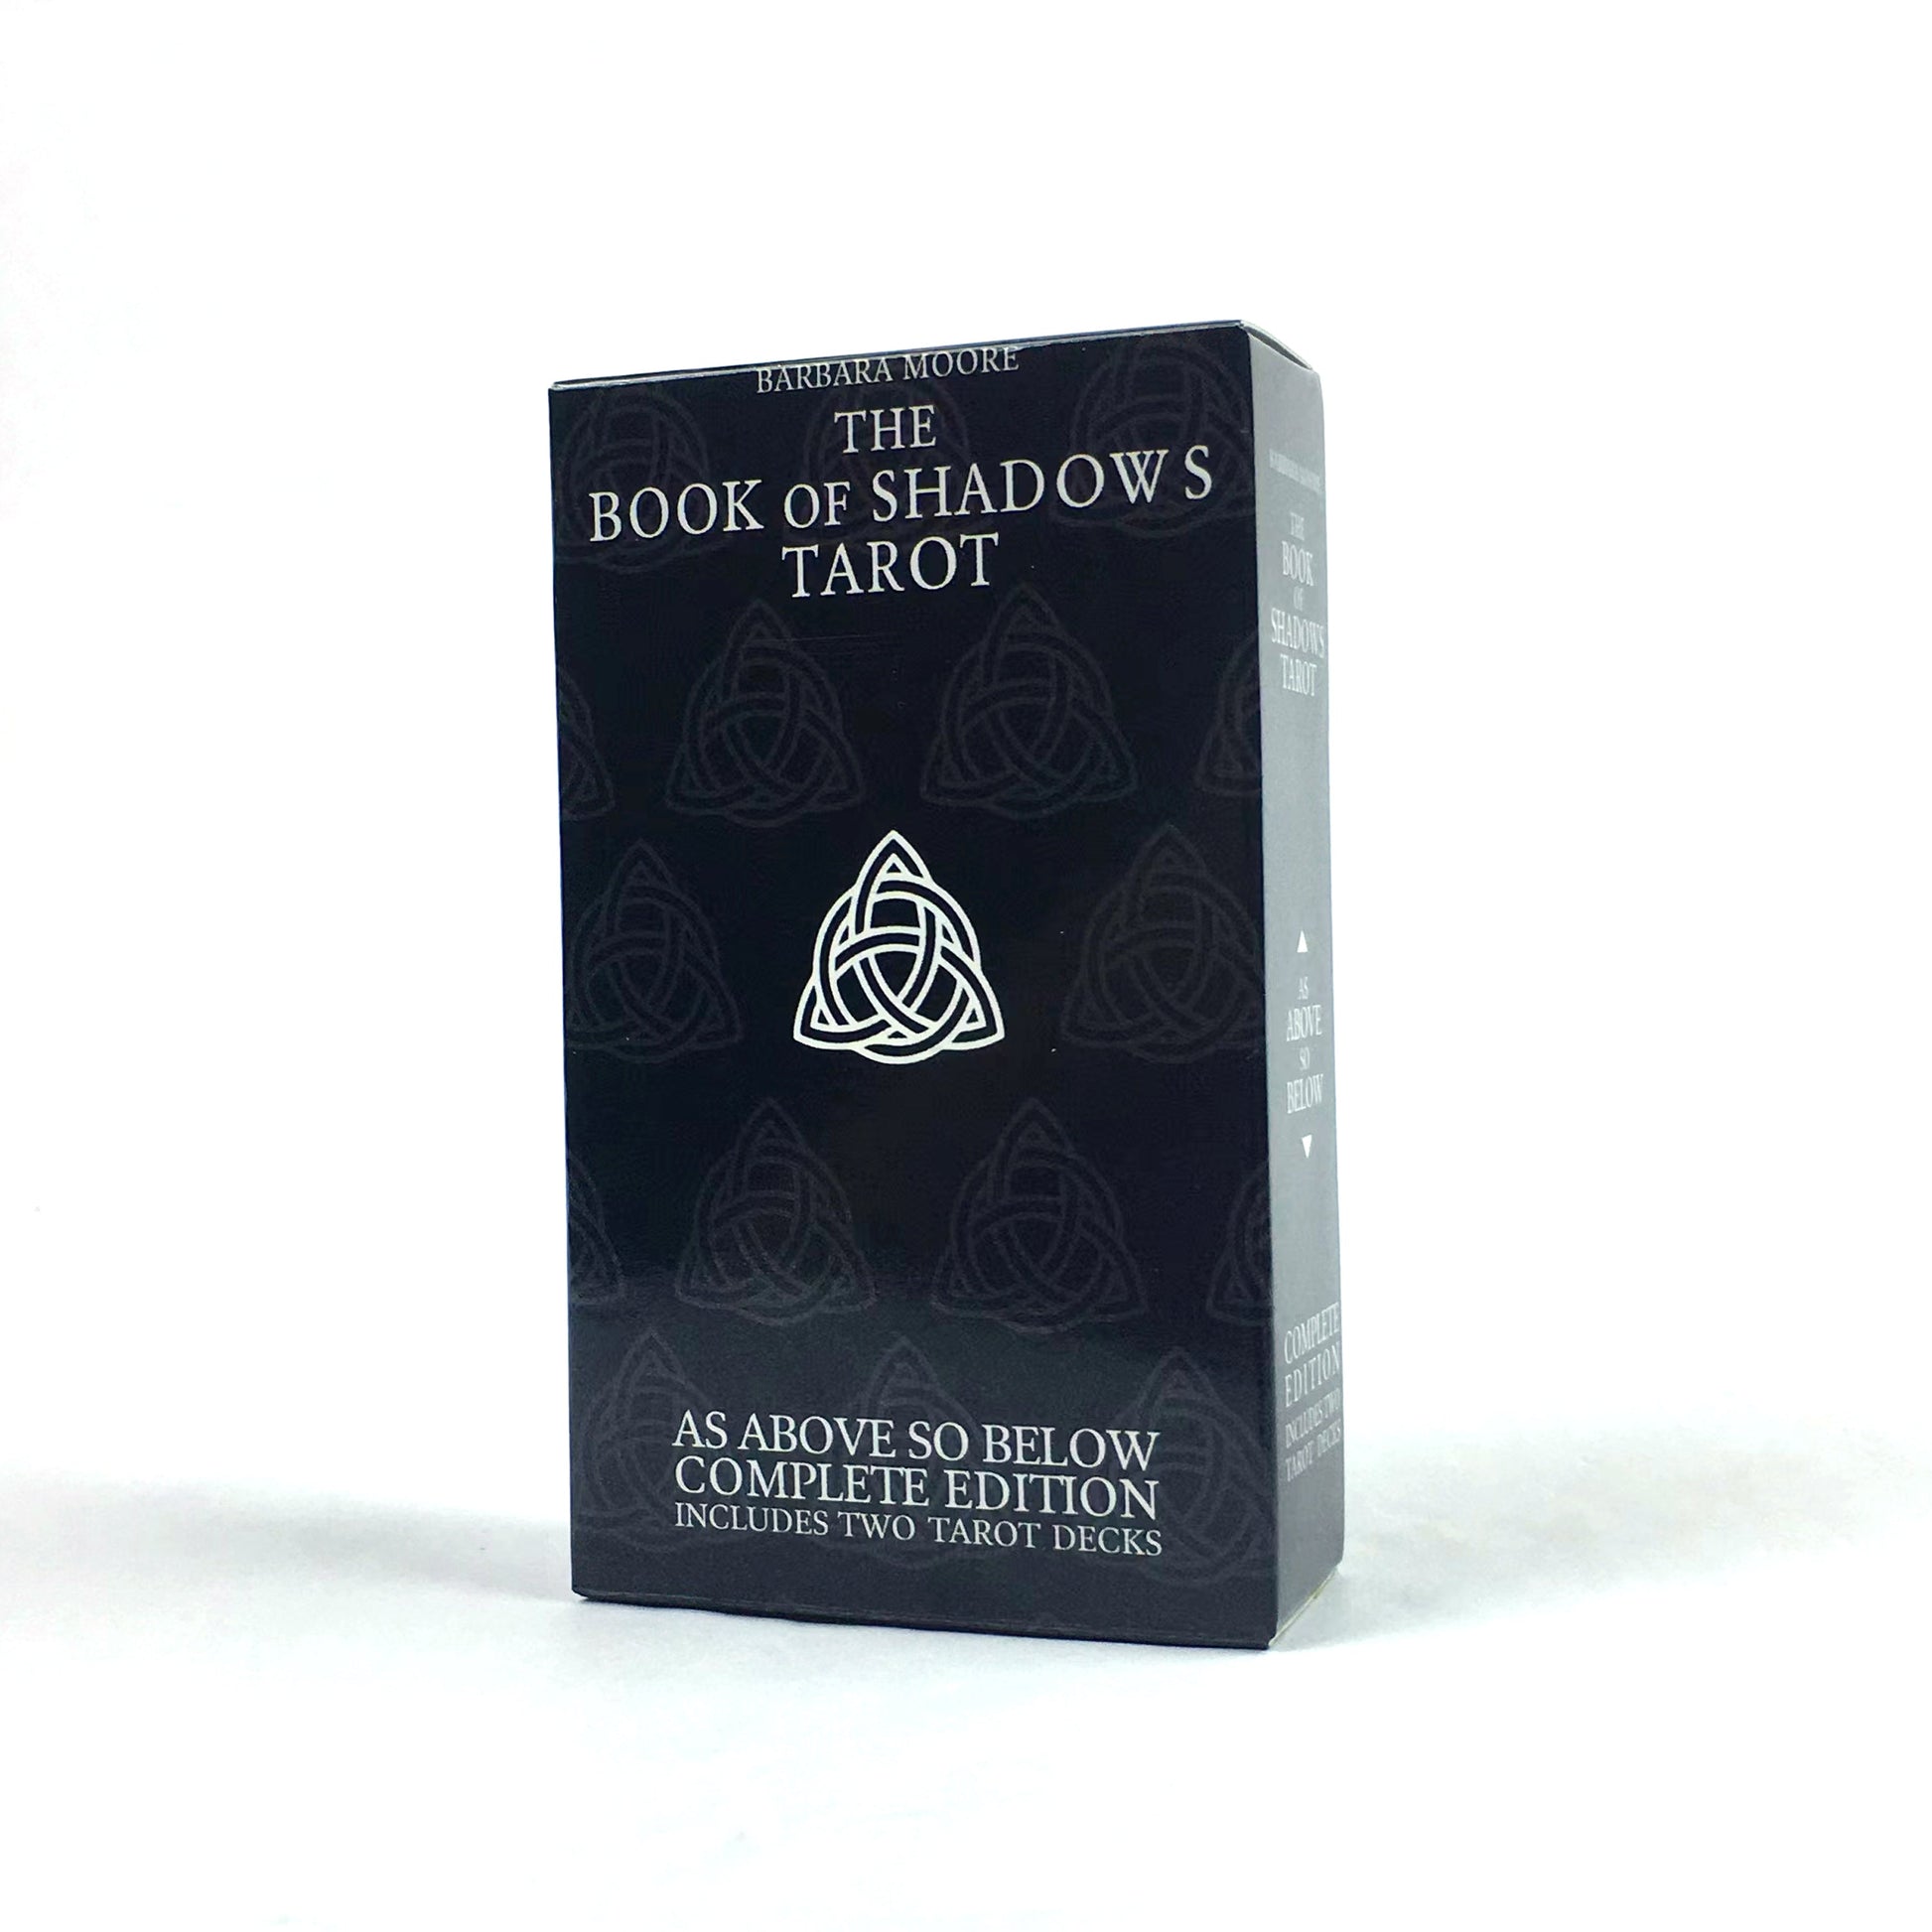 BARBARA MOORE
THE
BOOK OF SHADOWS
TAROT
AS ABOVE SO BELOW
COMPLETE EDITION
INCLUDES TWO TAROT DECKS
THE
BOOK
OF
SHADOWS
TAROT
AS
ABOVE
SO
BELOW
COMPLETE
EDITION
INCLUDES TWO
TAROT DECKS